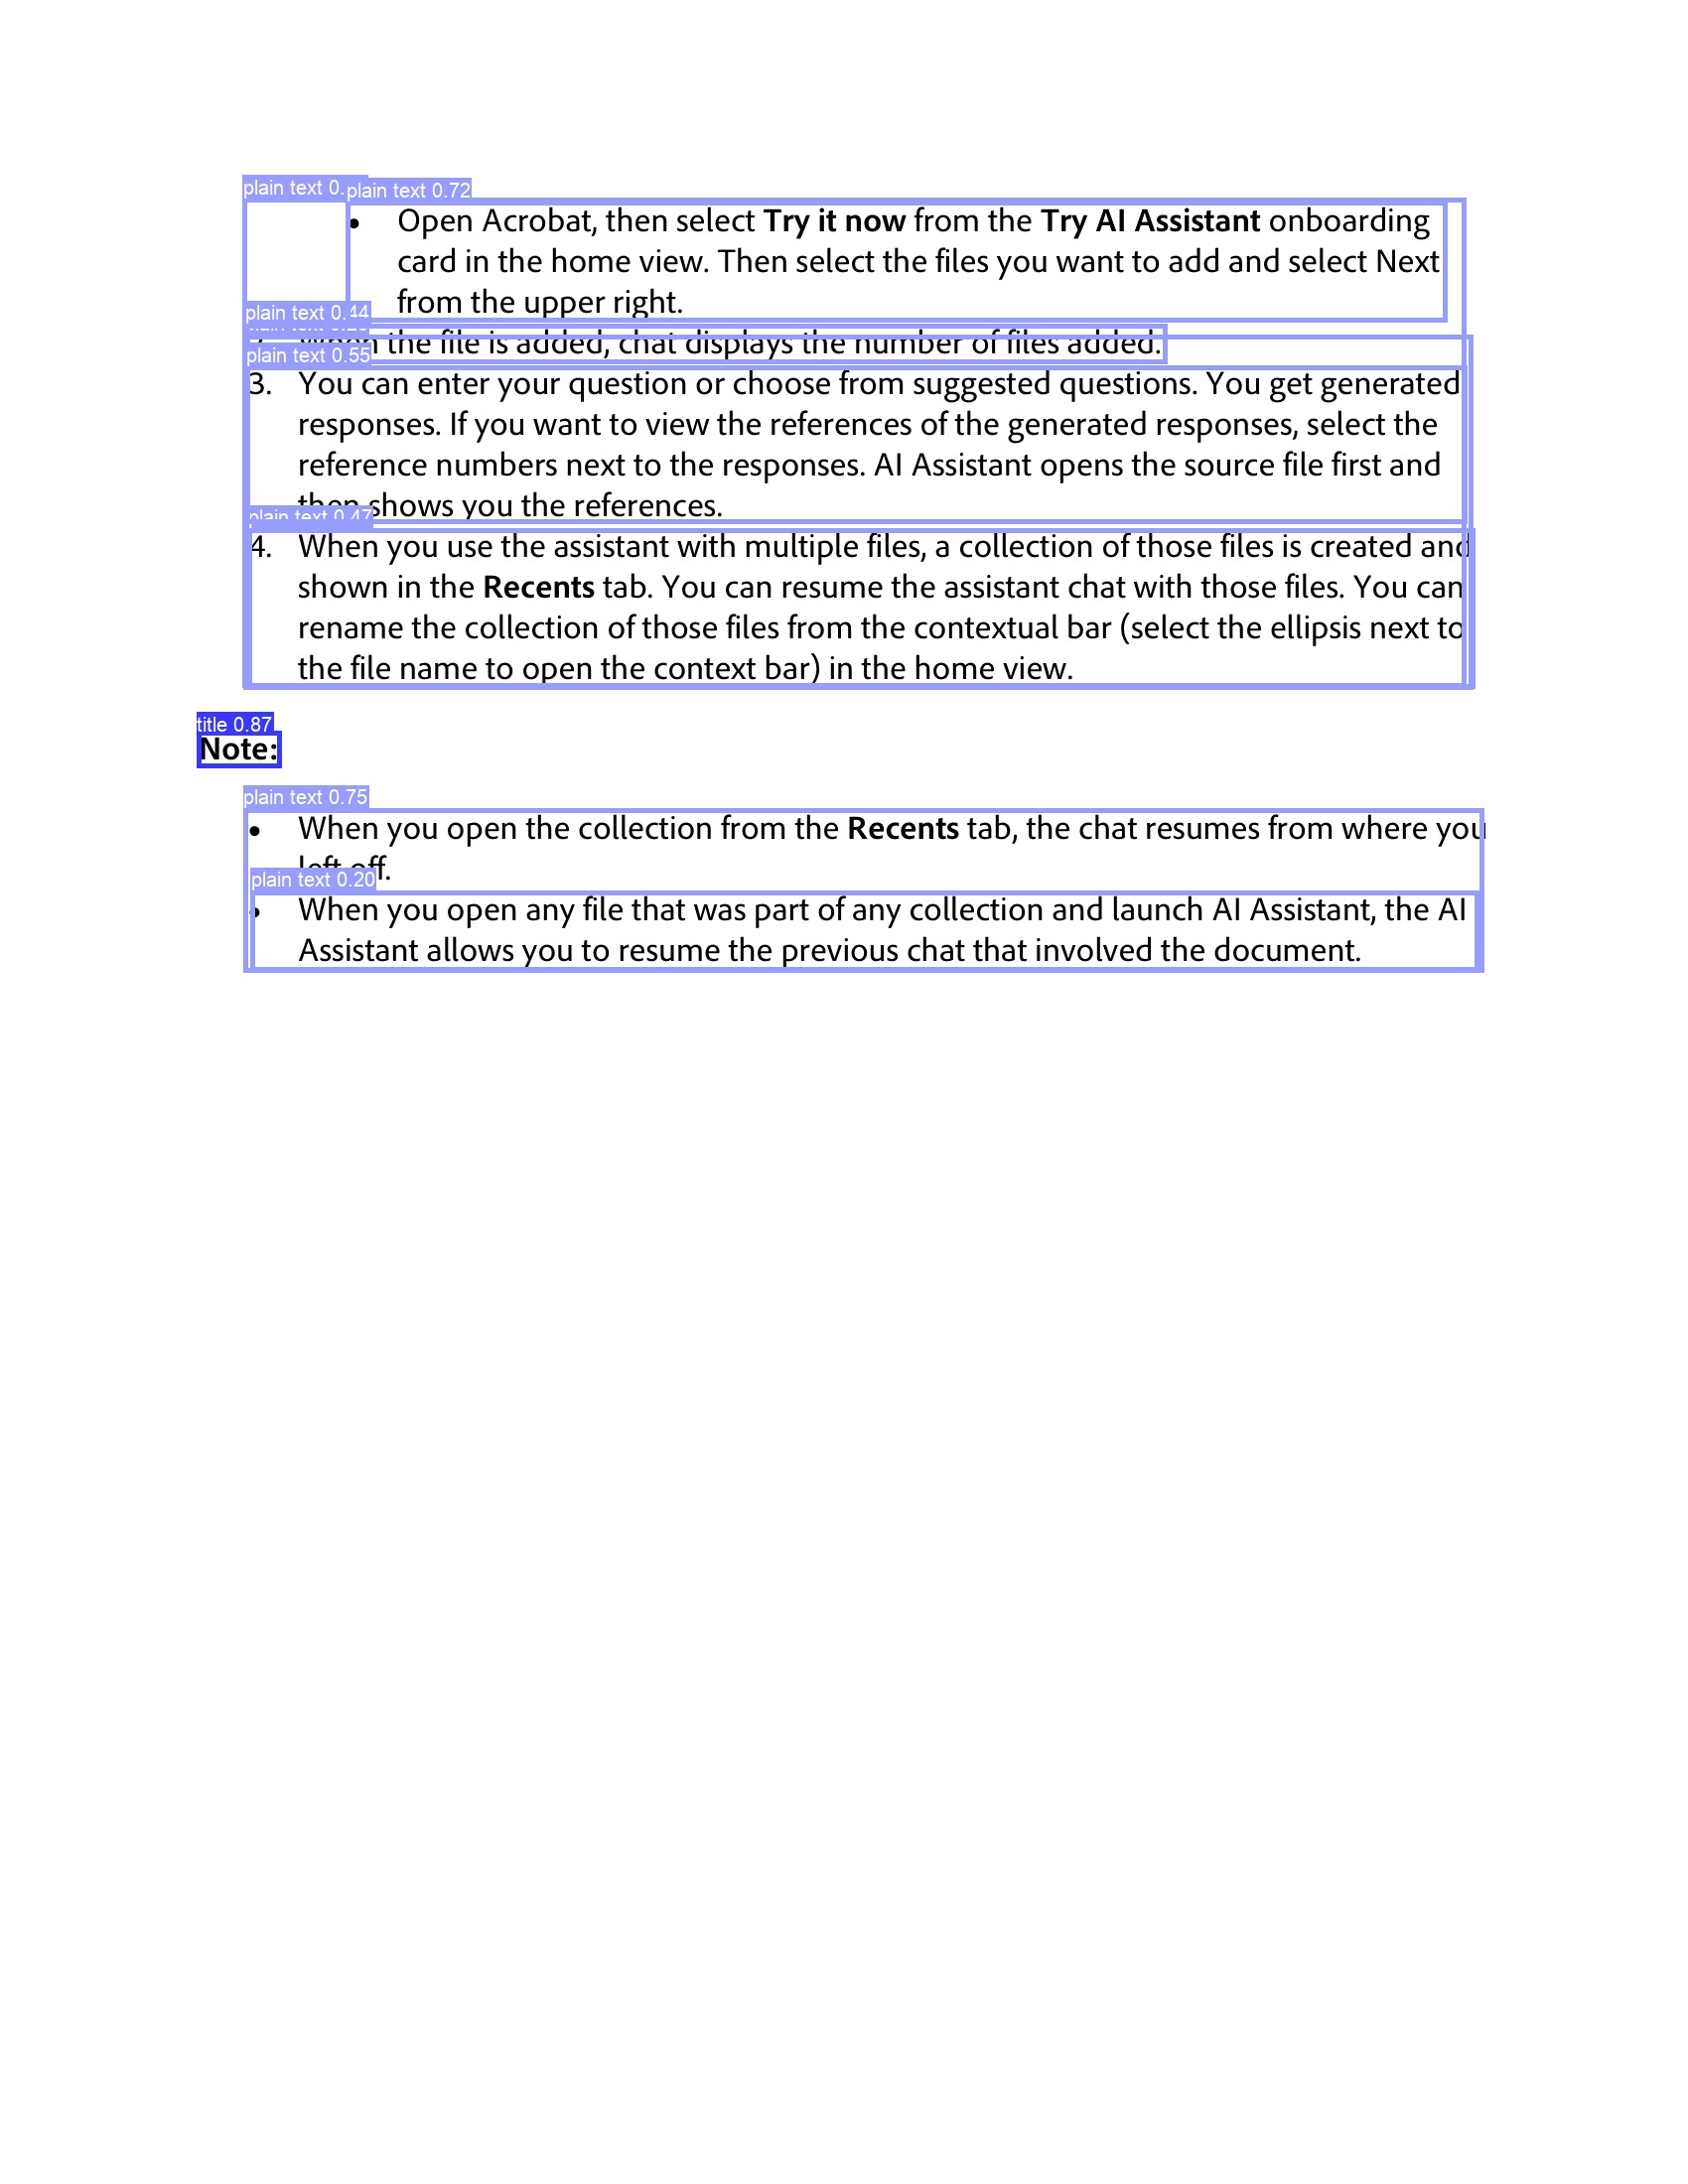 plain text 0.
plain text 0.72
• Open Acrobat, then select Try it now from the Try AI Assistant onboarding
card in the home view. Then select the files you want to add and select Next
from the upper right.
plain text 0.44
the file is added, chat displays the number of files added.
plain text 0.55
3. You can enter your question or choose from suggested questions. You get generated
responses. If you want to view the references of the generated responses, select the
reference numbers next to the responses. AI Assistant opens the source file first and
then shows you the references.
plain text 0.47
4. When you use the assistant with multiple files, a collection of those files is created and
shown in the Recents tab. You can resume the assistant chat with those files. You can
rename the collection of those files from the contextual bar (select the ellipsis next to
the file name to open the context bar) in the home view.
title 0.87
Note:
plain text 0.75
• When you open the collection from the Recents tab, the chat resumes from where you
left off.
plain text 0.20
• When you open any file that was part of any collection and launch AI Assistant, the AI
Assistant allows you to resume the previous chat that involved the document.